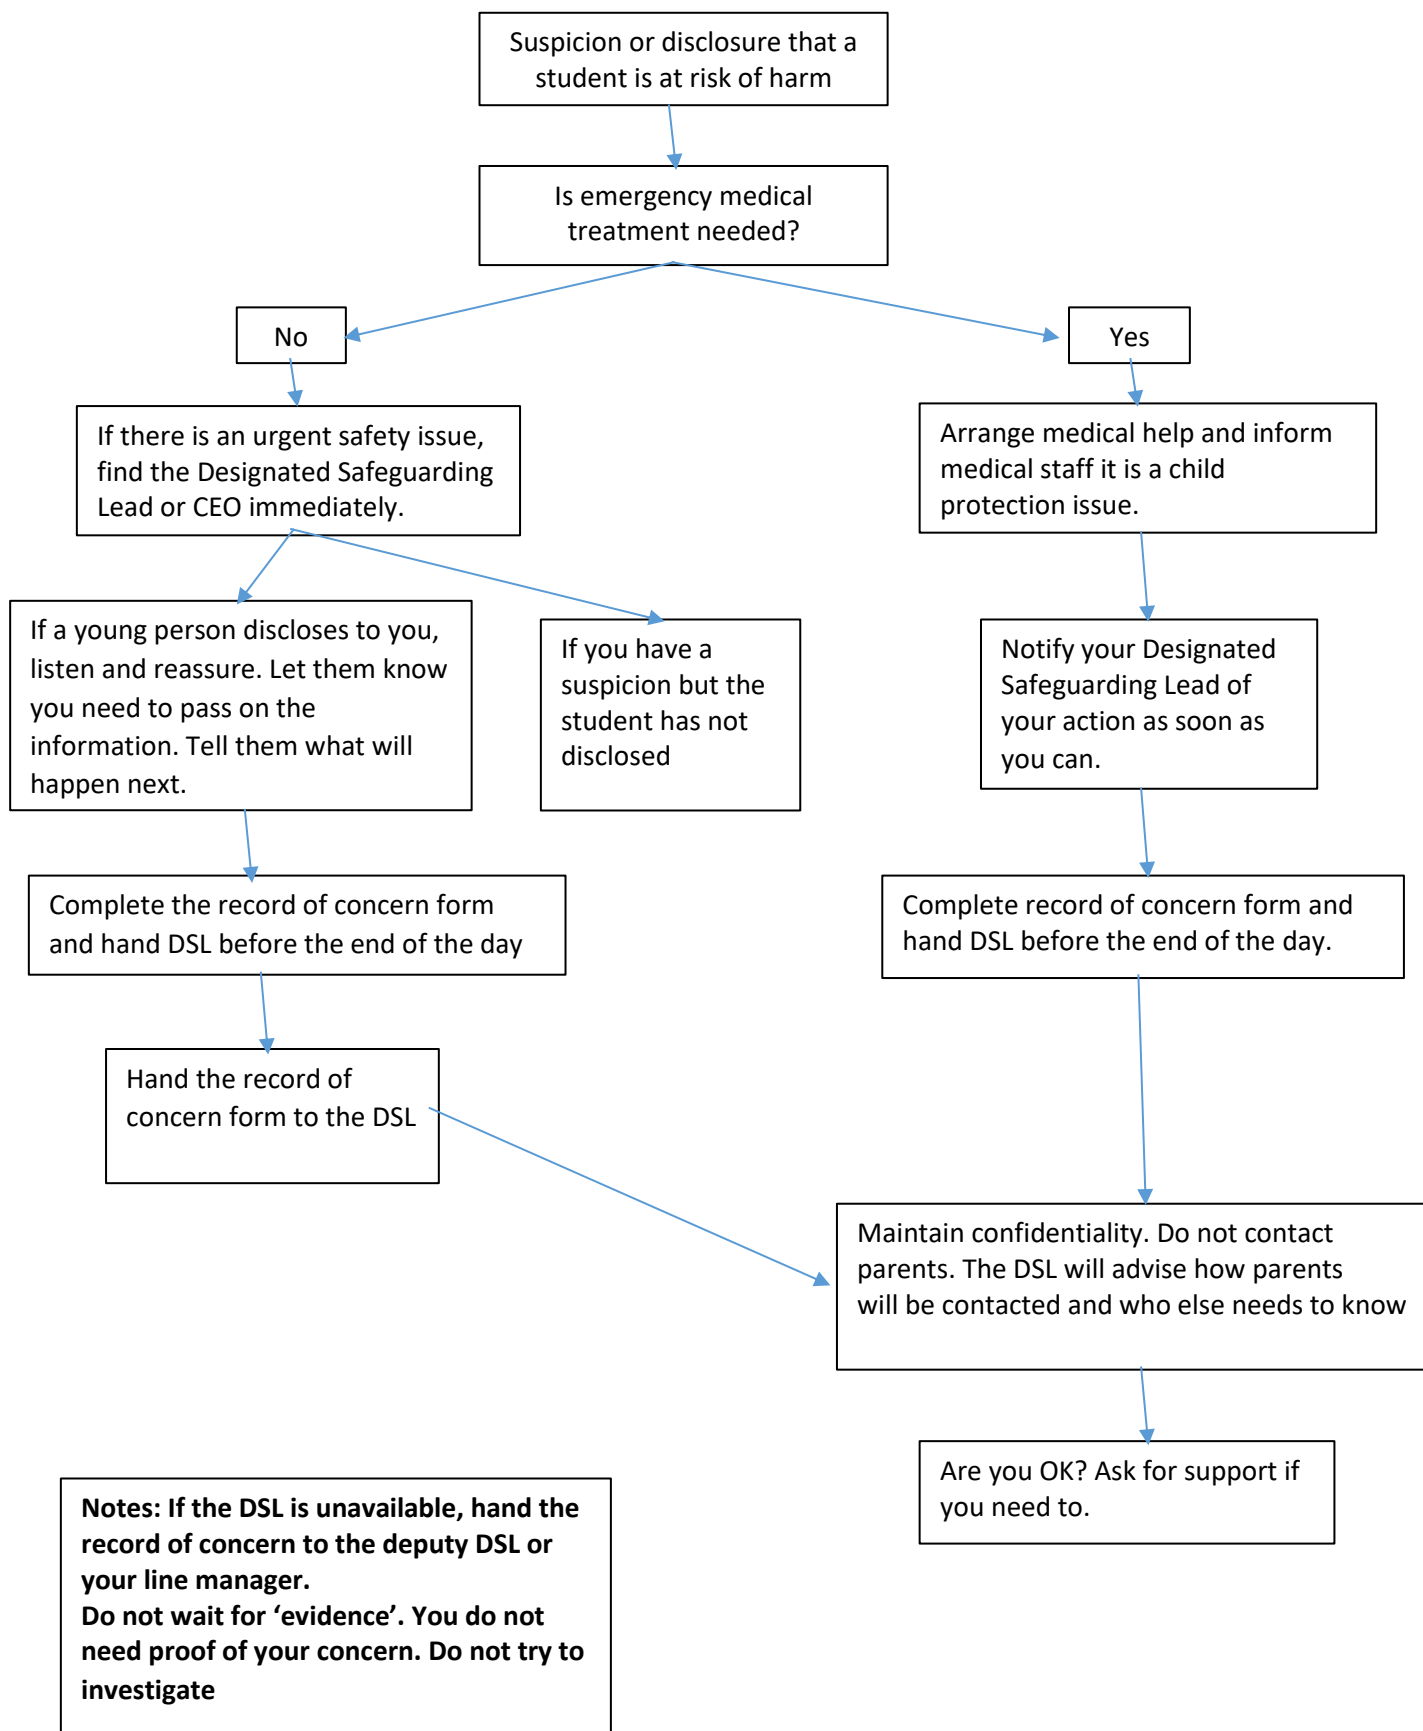 Suspicion or disclosure that a
student is at risk of harm
Is emergency medical
treatment needed?
No
Yes
If there is an urgent safety issue,
find the Designated Safeguarding
Lead or CEO immediately.
Arrange medical help and inform
medical staff it is a child
protection issue.
If a young person discloses to you,
listen and reassure. Let them know
you need to pass on the
information. Tell them what will
happen next.
If you have a
suspicion but the
student has not
disclosed
Notify your Designated
Safeguarding Lead of
your action as soon as
you can.
Complete the record of concern form
and hand DSL before the end of the day
Complete record of concern form and
hand DSL before the end of the day.
Hand the record of
concern form to the DSL
Maintain confidentiality. Do not contact
parents. The DSL will advise how parents
will be contacted and who else needs to know
Are you OK? Ask for support if
you need to.
Notes: If the DSL is unavailable, hand the
record of concern to the deputy DSL or
your line manager.
Do not wait for ‘evidence’. You do not
need proof of your concern. Do not try to
investigate